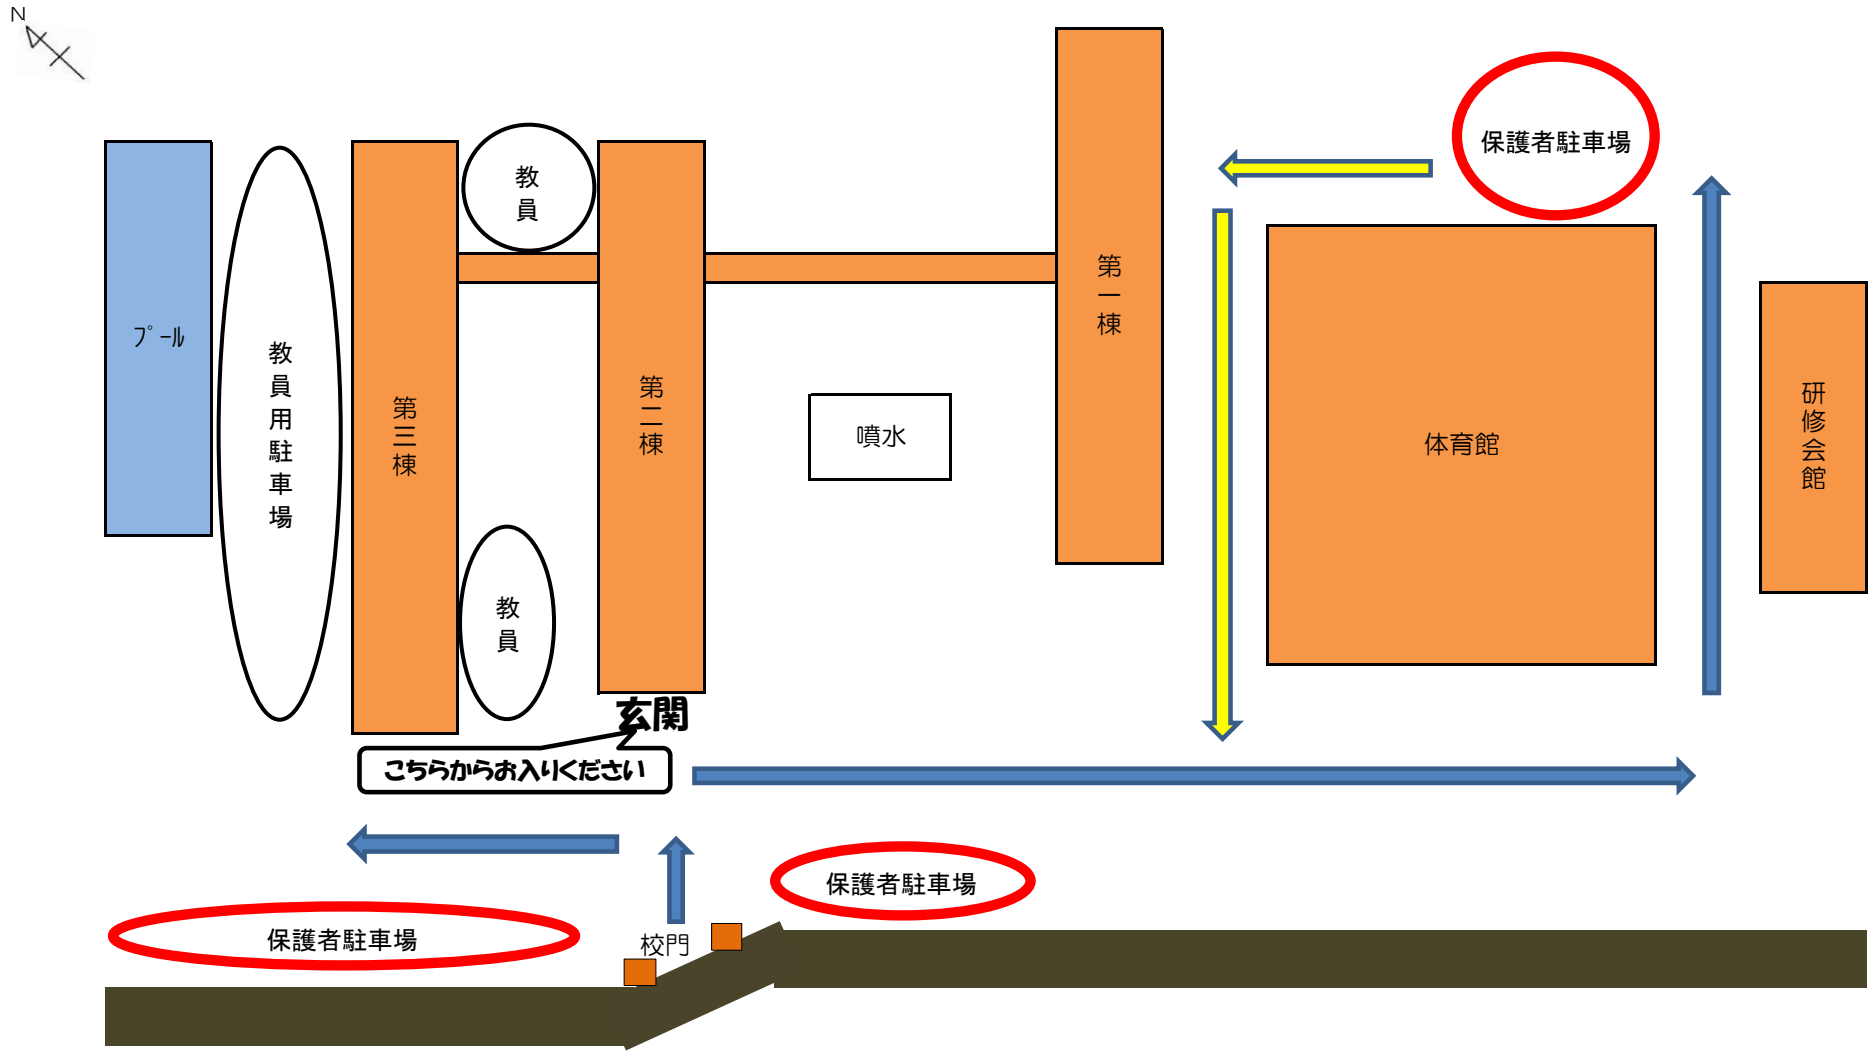 N
保護者駐車場
教員
第一棟
プール
教員用駐車場
第三棟
第二棟
噴水
体育館
研修会館
教員
玄関
こちらからお入りください
保護者駐車場
保護者駐車場
校門